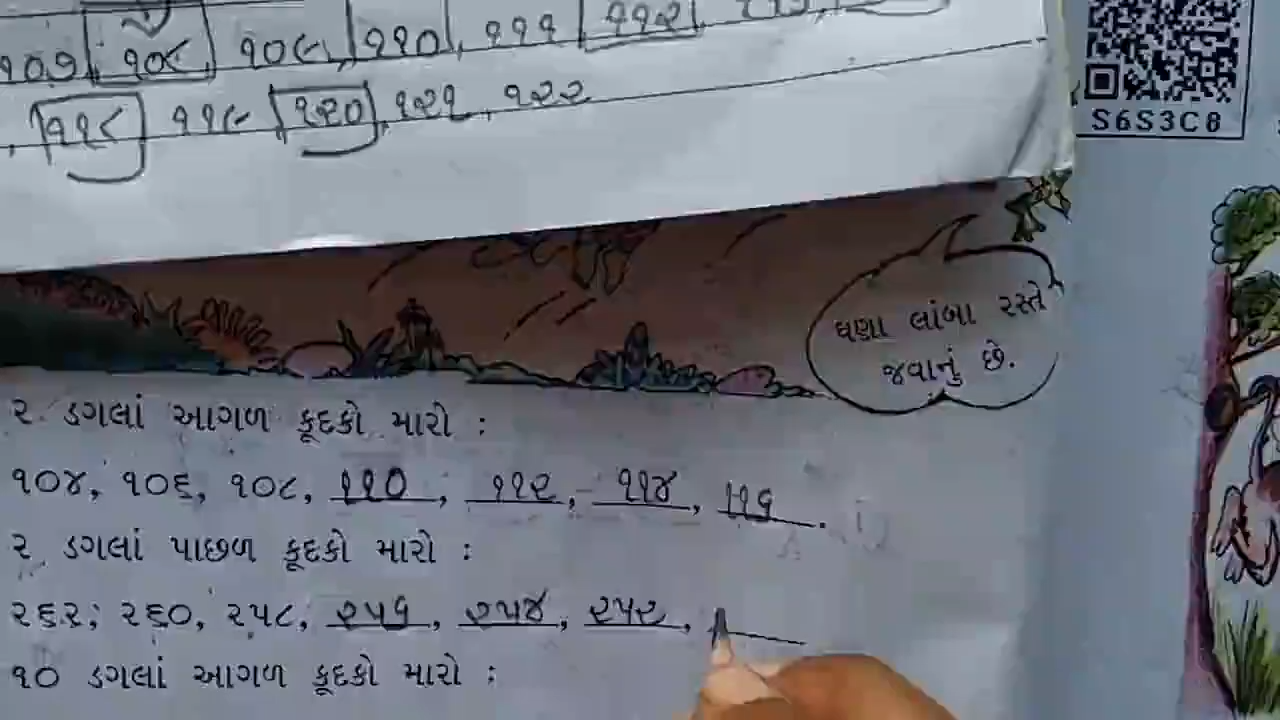 ૧૦૭, ૧૦૮, ૧૦૯, ૧૧૦, ૧૧૧, ૧૧૨,
, ૧૧૮, ૧૧૯, ૧૨૦, ૧૨૧, ૧૨૨
S6S3C8
ઘણા લાંબા રસ્તે
જવાનું છે.
૨ ડગલાં આગળ કૂદકો મારો :
૧૦૪, ૧૦૬, ૧૦૮, ૧૧૦, ૧૧૨, ૧૧૪, ૧૧૬.
૨ ડગલાં પાછળ કૂદકો મારો :
૨૬૨, ૨૬૦, ૨૫૮, ૨૫૬, ૨૫૪, ૨૫૨,
૧૦ ડગલાં આગળ કૂદકો મારો :